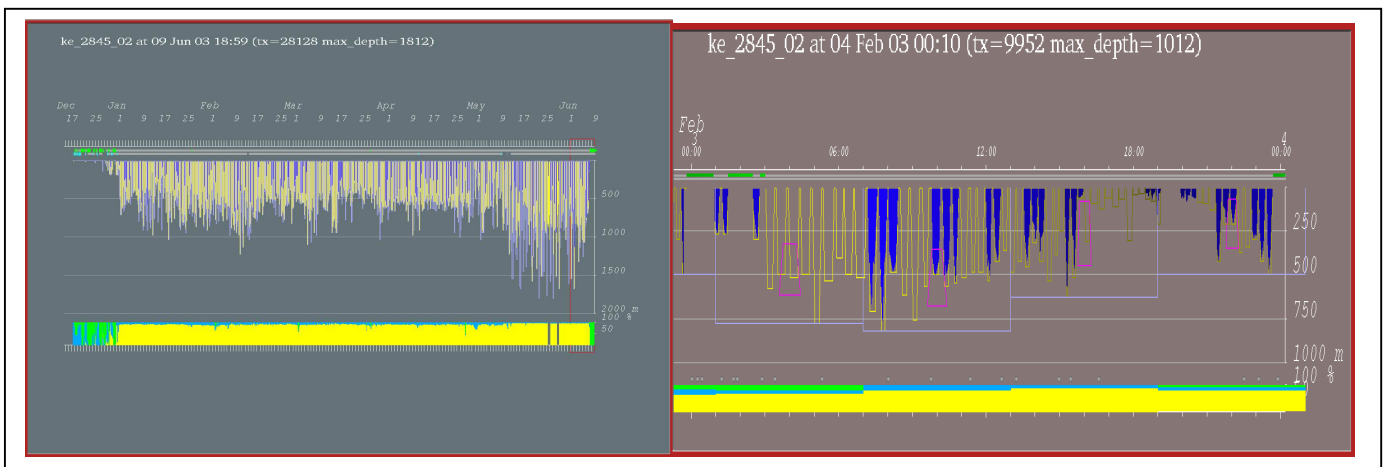 ke_2845_02 at 09 Jun 03 18:59 (tx=28128 max_depth=1812)
Dec Jan Feb Mar Apr May Jun
17 25 1 9 17 25 1 9 17 25 1 9 17 25 1 9 17 25 1 9 17 25 1 9
500
1000
1500
2000 m
100 %
50
ke_2845_02 at 04 Feb 03 00:10 (tx=9952 max_depth=1012)
Feb
3 4
00:00 06:00 12:00 18:00 00:00
250
500
750
1000 m
100 %